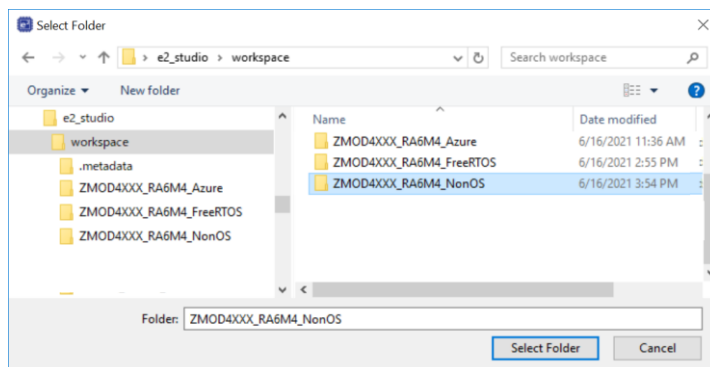 Select Folder
e2_studio > workspace
Search workspace
Organize
New folder
e2_studio
workspace
.metadata
ZMOD4XXX_RA6M4_Azure
ZMOD4XXX_RA6M4_FreeRTOS
ZMOD4XXX_RA6M4_NonOS
Name Date modified
ZMOD4XXX_RA6M4_Azure 6/16/2021 11:36 AM
ZMOD4XXX_RA6M4_FreeRTOS 6/16/2021 2:55 PM
ZMOD4XXX_RA6M4_NonOS 6/16/2021 3:54 PM
Folder: ZMOD4XXX_RA6M4_NonOS
Select Folder Cancel